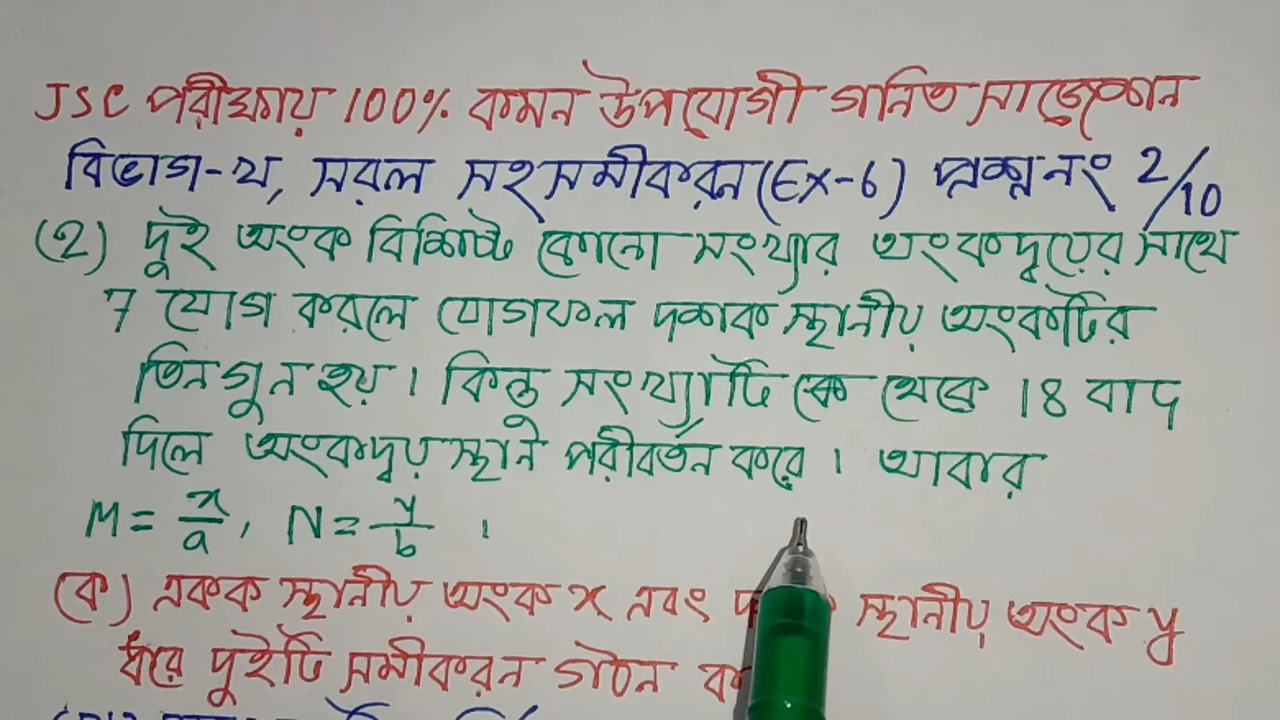 JSC পরীক্ষায় 100% কমন উপযোগী গনিত সাজেশন
বিভাগ-খ, সরল সহসমীকরন (Ex-6) প্রশ্ন নং 2/10
(২) দুই অংক বিশিষ্ট কোনো সংখ্যার অংকদ্বয়ের সাথে
7 যোগ করলে যোগফল দশক স্থানীয় অংকটির
তিনগুন হয়। কিন্তু সংখ্যাটি থেকে 18 বাদ
দিলে অংকদ্বয় স্থান পরীবর্তন করে। আবার
M = x/a, N = y/b ।
(ক) একক স্থানীয় অংক x এবং স্থানীয় অংক y
ধরে দুইটি সমীকরন গঠন